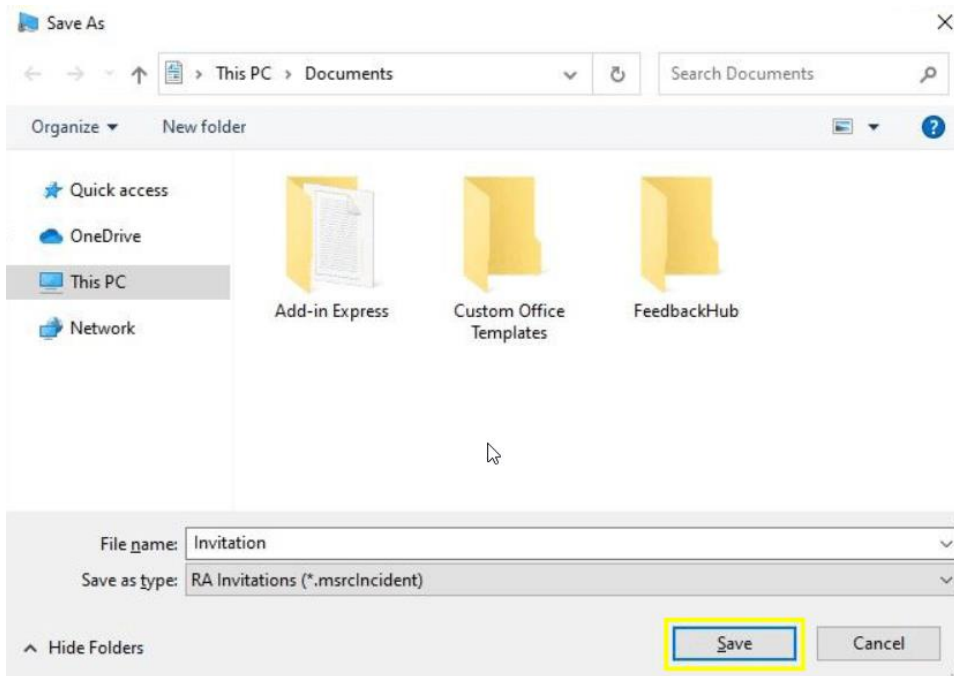 Save As
This PC > Documents
Search Documents
Organize
New folder
Quick access
OneDrive
This PC
Network
Add-in Express
Custom Office
Templates
FeedbackHub
File name: Invitation
Save as type: RA Invitations (*.msrcIncident)
Hide Folders
Save
Cancel